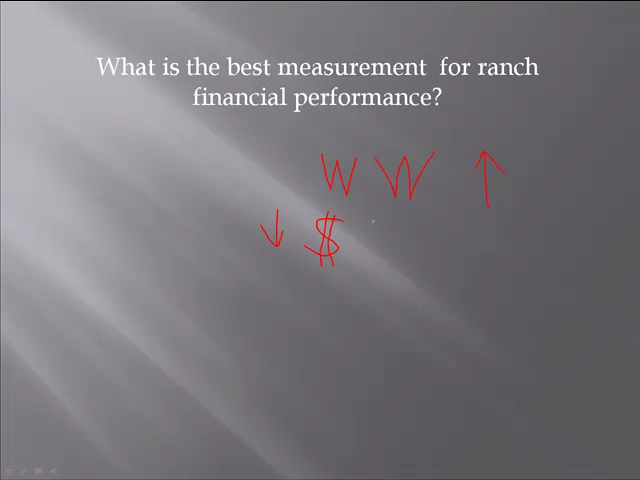 What is the best measurement for ranch
financial performance?
W W ↑
↓ $